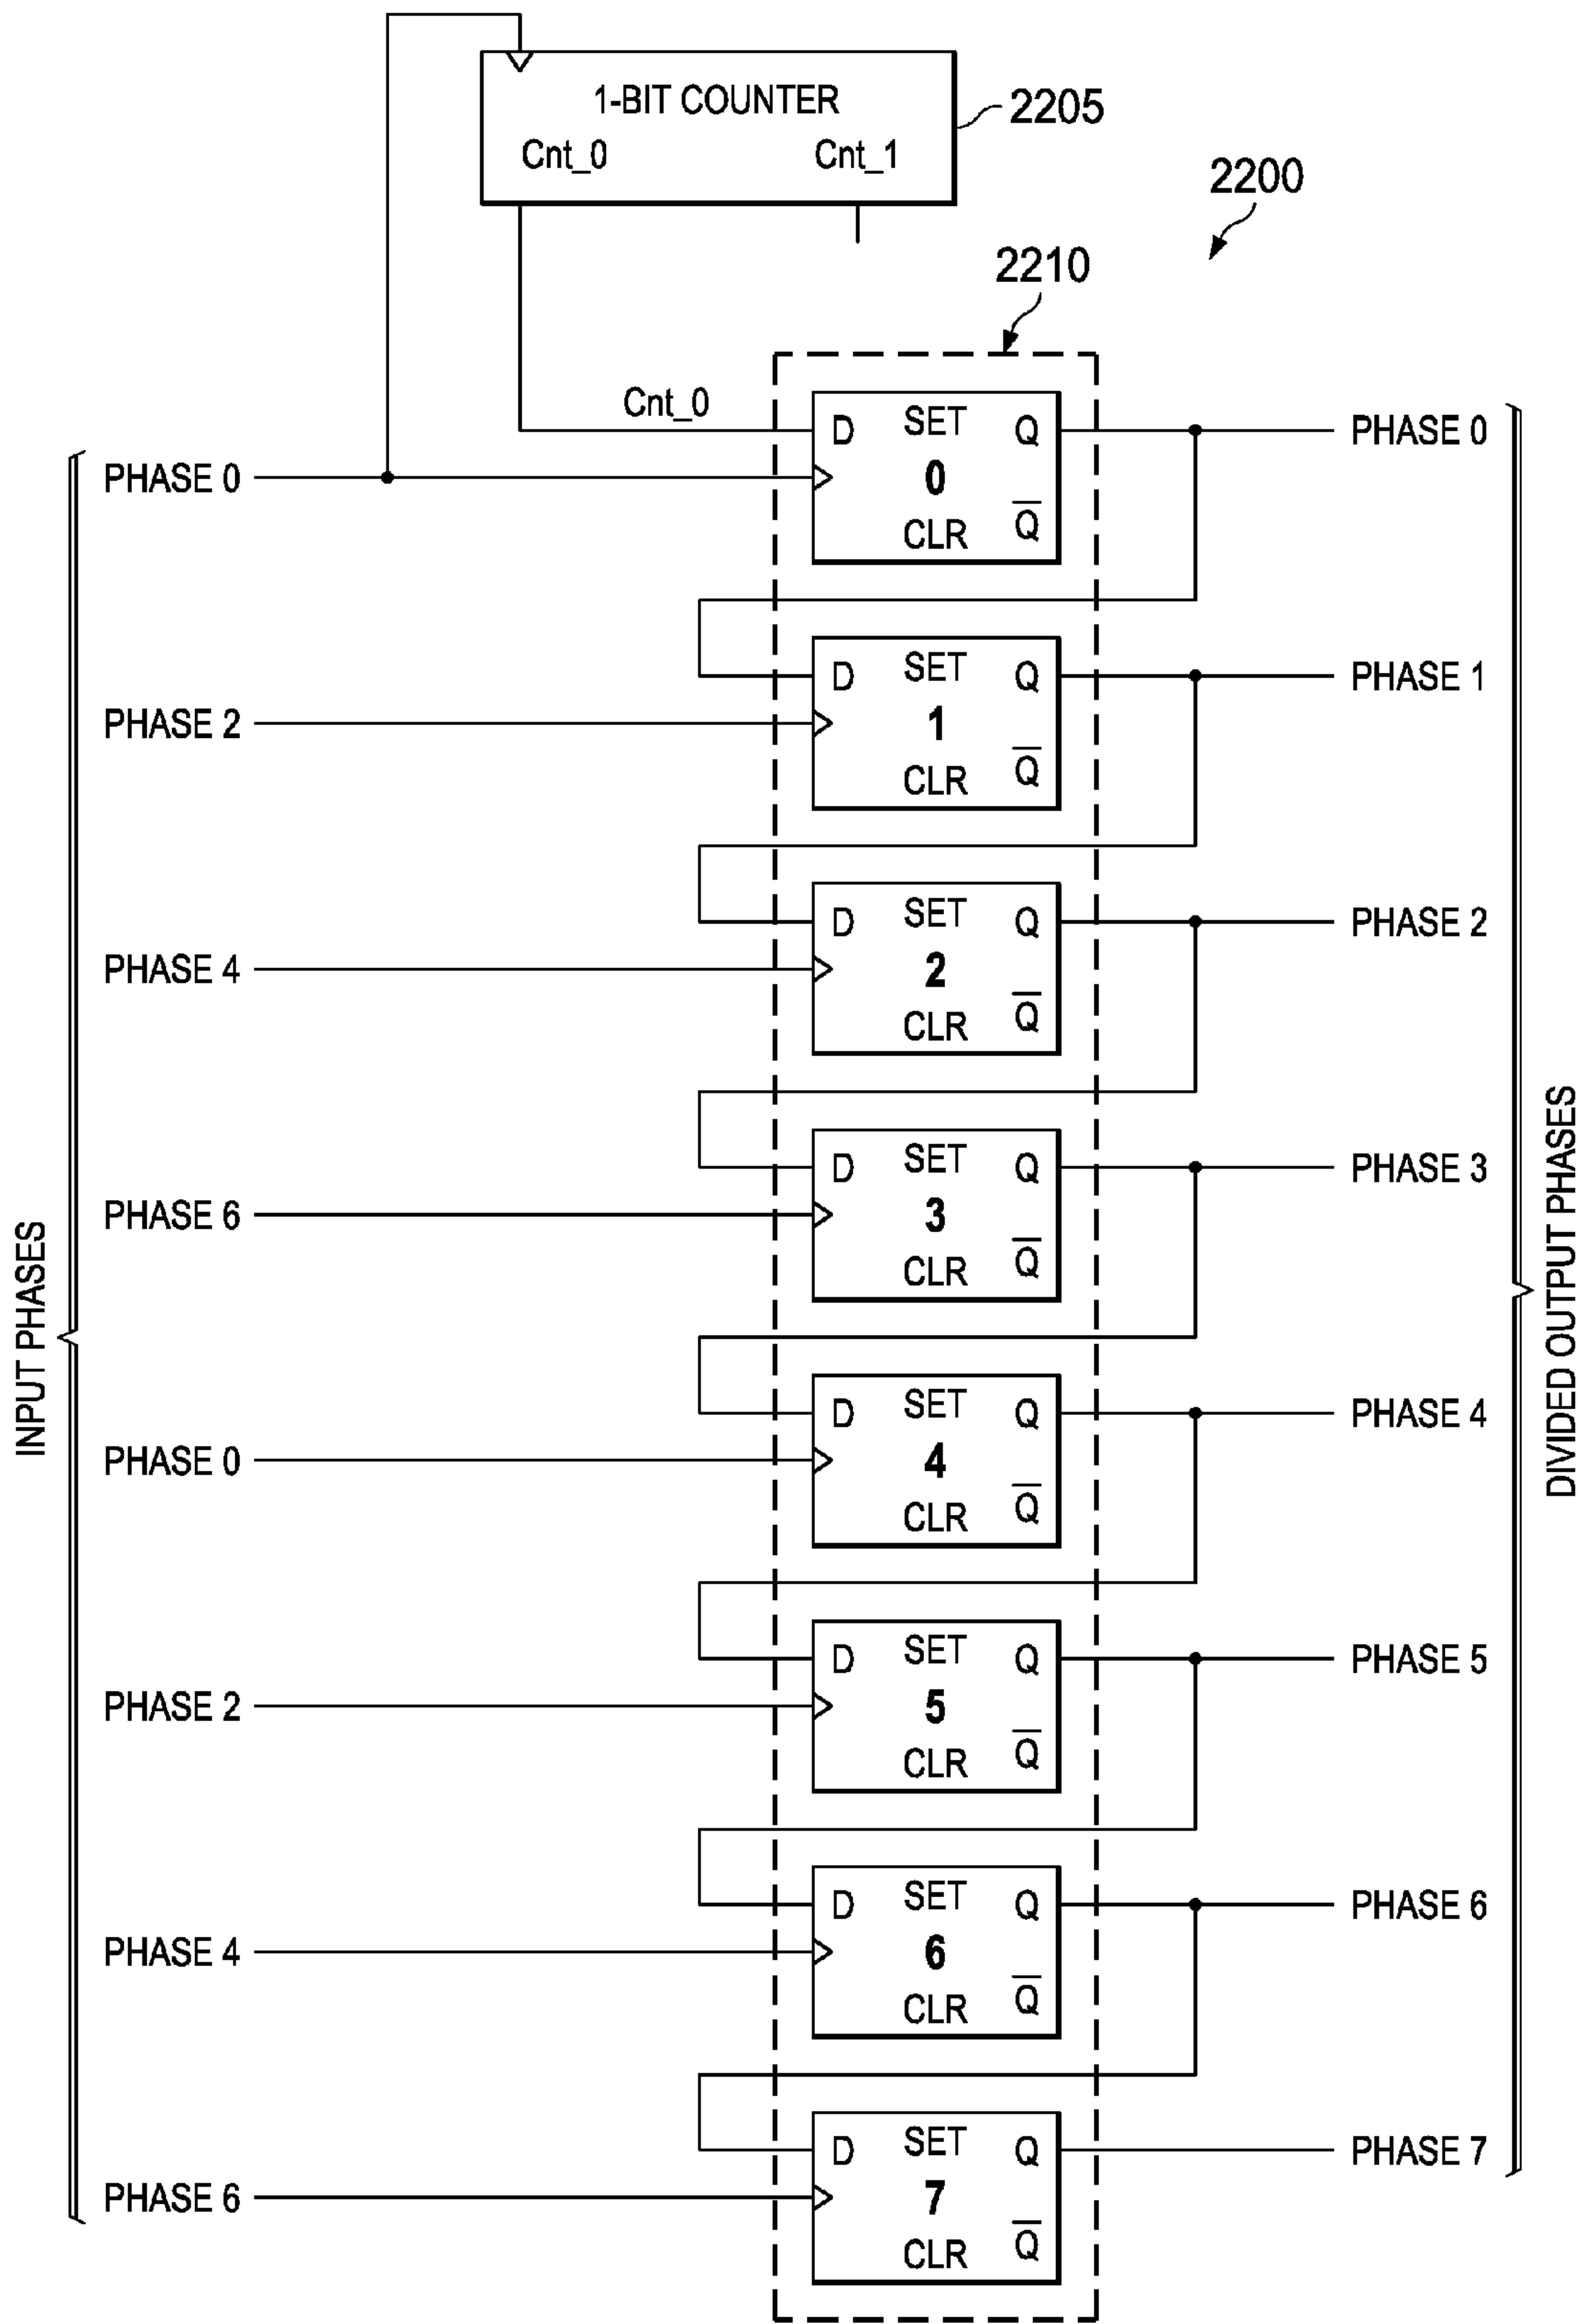 1-BIT COUNTER
Cnt_0 Cnt_1
2205
2200
2210
Cnt_0
INPUT PHASES
DIVIDED OUTPUT PHASES
PHASE 0
D SET Q
0
CLR Q
PHASE 0
PHASE 2
D SET Q
1
CLR Q
PHASE 1
PHASE 4
D SET Q
2
CLR Q
PHASE 2
PHASE 6
D SET Q
3
CLR Q
PHASE 3
PHASE 0
D SET Q
4
CLR Q
PHASE 4
PHASE 2
D SET Q
5
CLR Q
PHASE 5
PHASE 4
D SET Q
6
CLR Q
PHASE 6
PHASE 6
D SET Q
7
CLR Q
PHASE 7